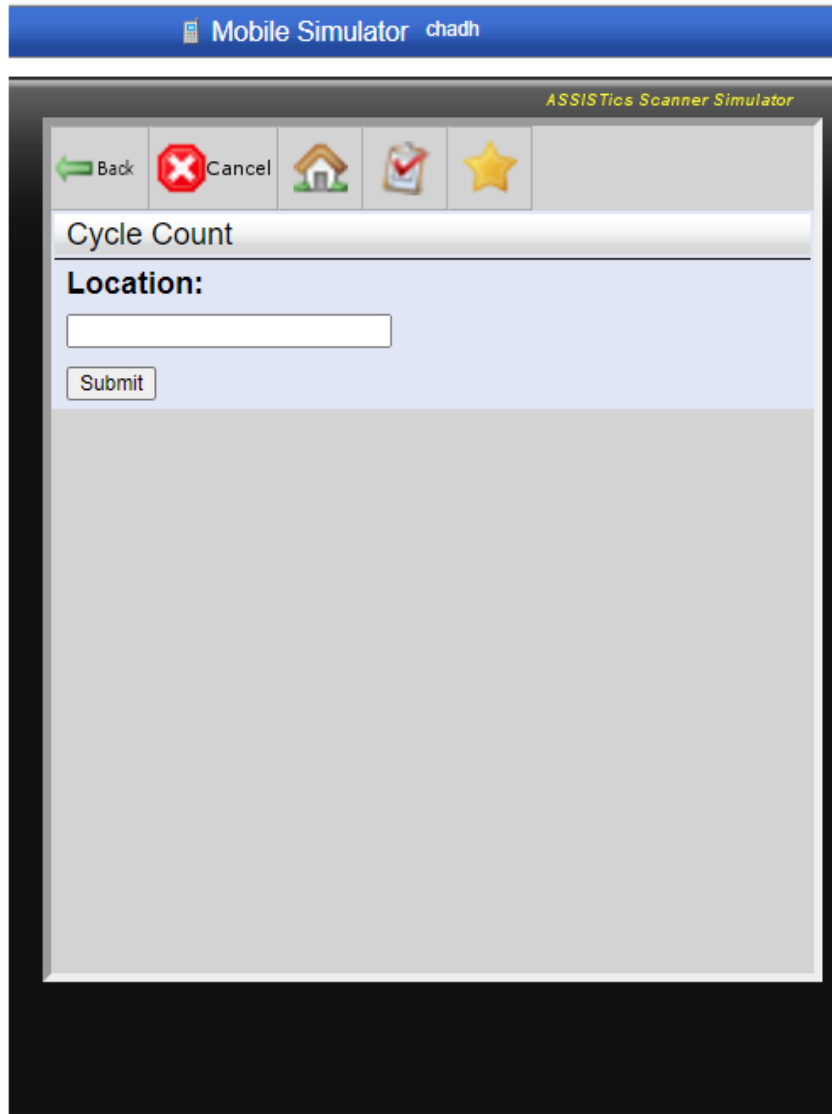 Mobile Simulator chadh
ASSISTics Scanner Simulator
Back Cancel
Cycle Count
Location:
Submit